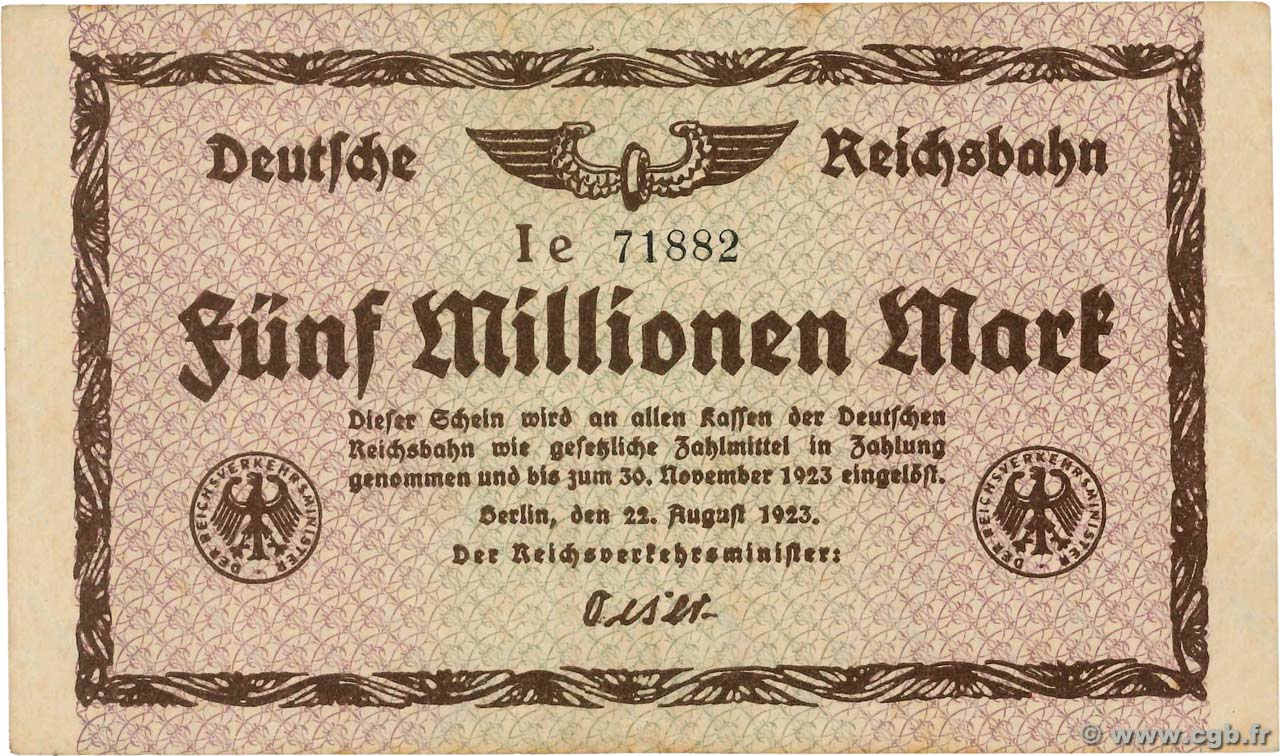 Deutsche Reichsbahn
I e 71882
Fünf Millionen Mark
Dieser Schein wird an allen Kassen der Deutschen
Reichsbahn wie gesetzliche Zahlmittel in Zahlung
genommen und bis zum 30. November 1923 eingelöst.
Berlin, den 22. August 1923.
Der Reichsverkehrsminister:
Oeser
DER REICHSVERKEHRSMINISTER
DER REICHSVERKEHRSMINISTER
© www.cgb.fr